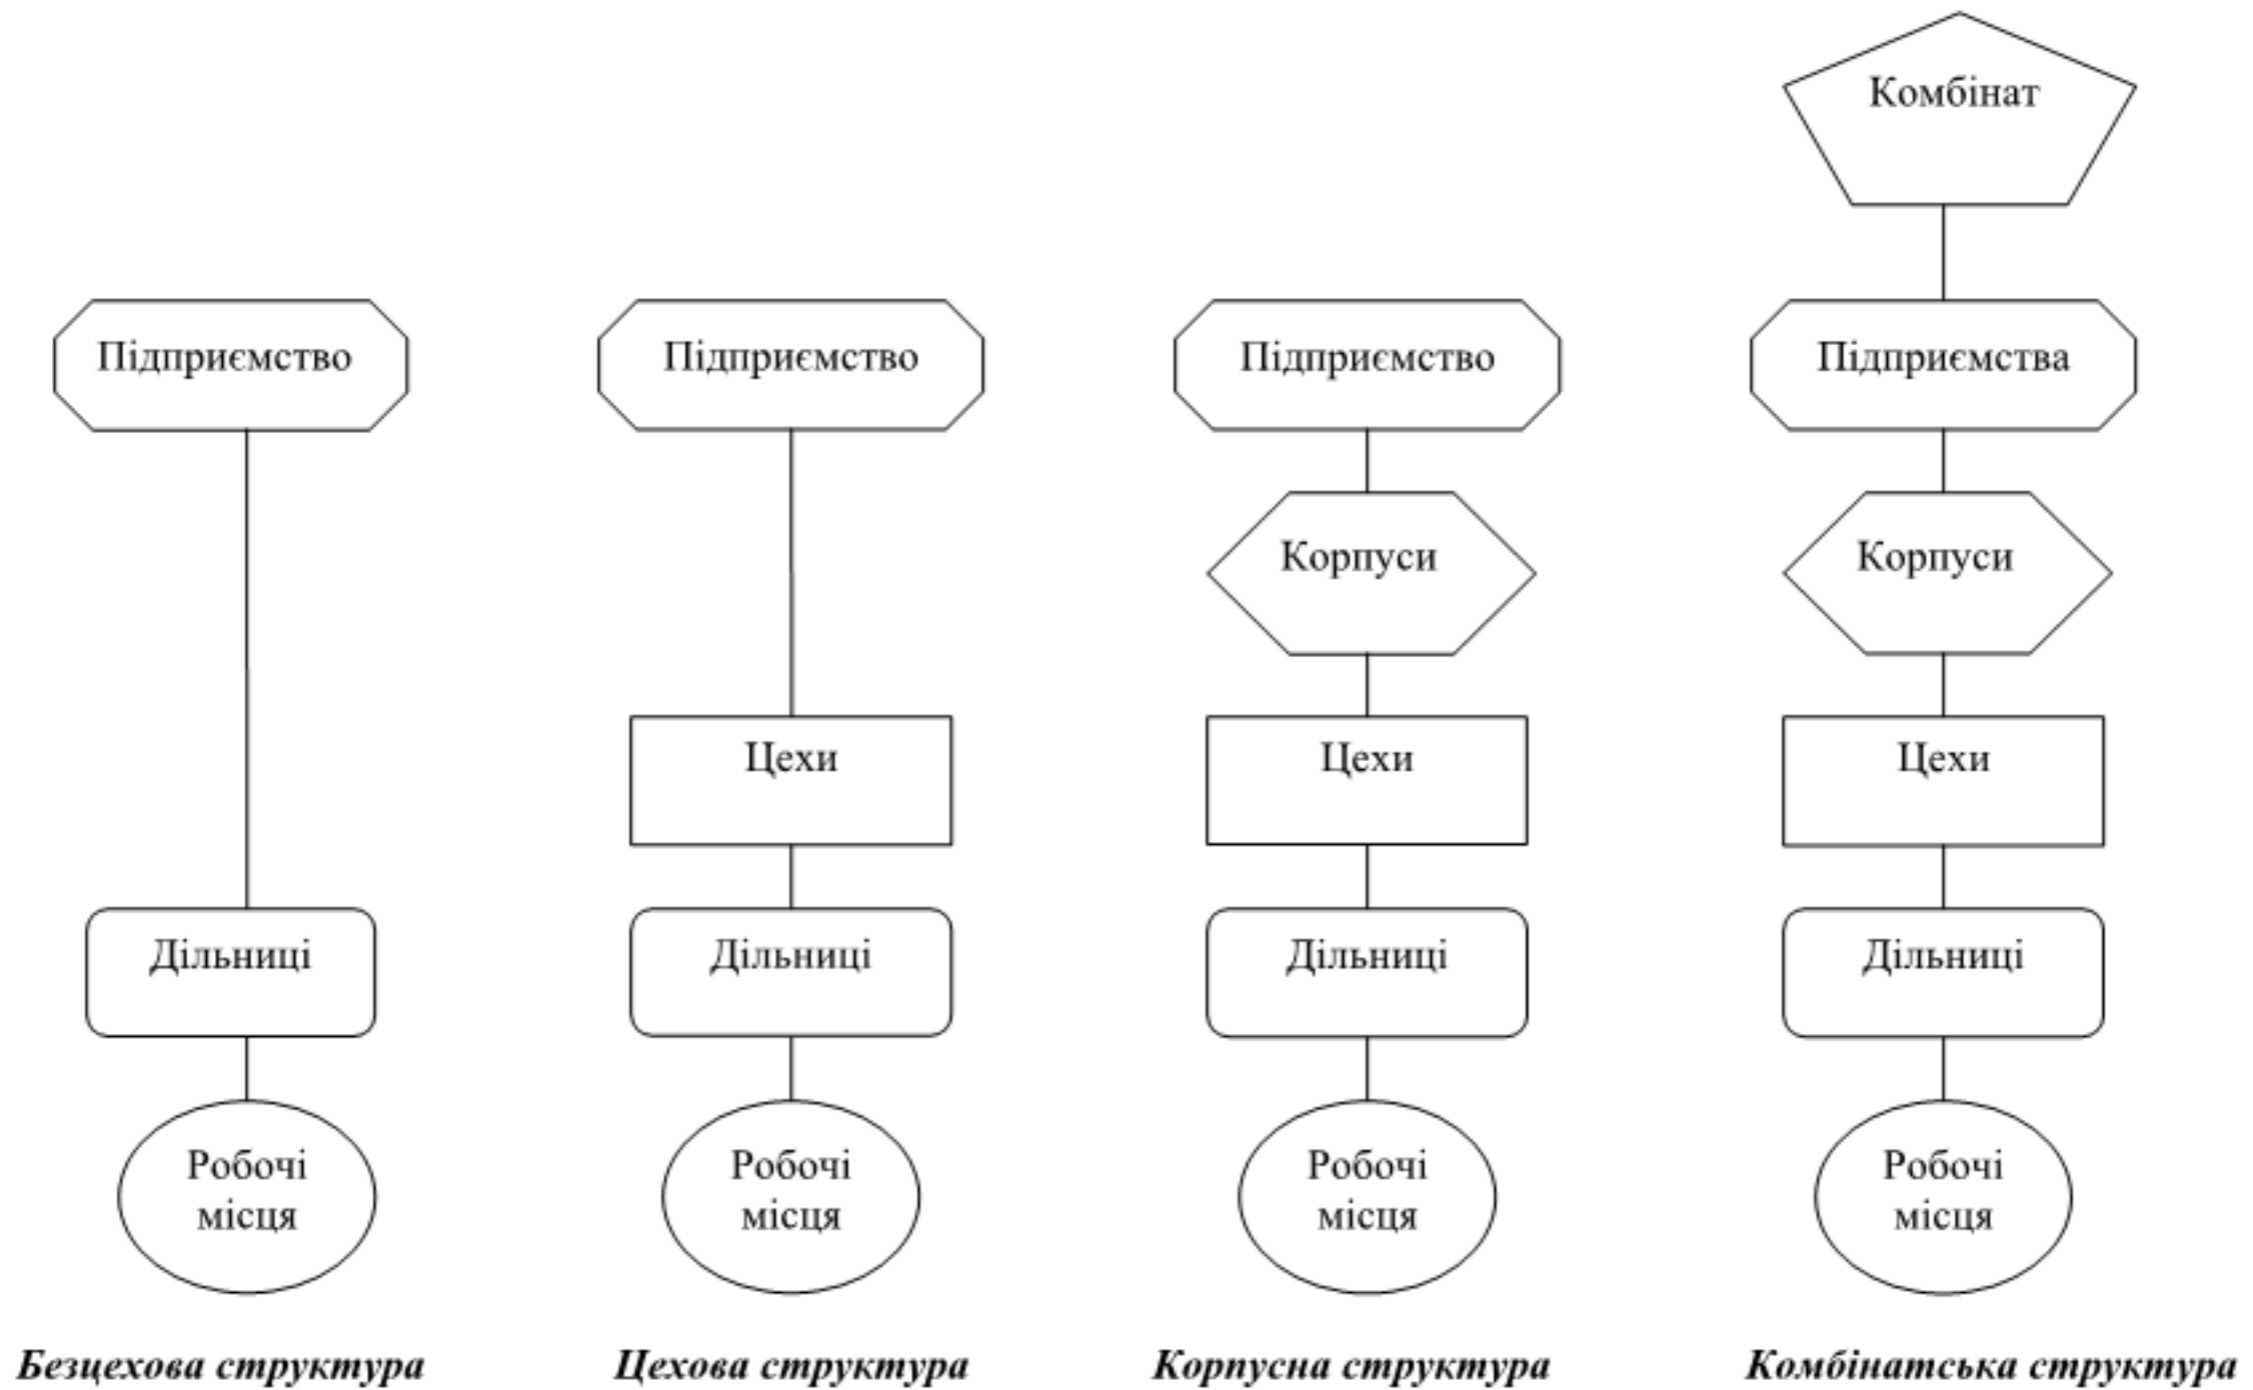 Комбінат
Підприємство
Підприємство
Підприємство
Підприємства
Корпуси
Корпуси
Цехи
Цехи
Цехи
Дільниці
Дільниці
Дільниці
Дільниці
Робочі
місця
Робочі
місця
Робочі
місця
Робочі
місця
Безцехова структура
Цехова структура
Корпусна структура
Комбінатська структура